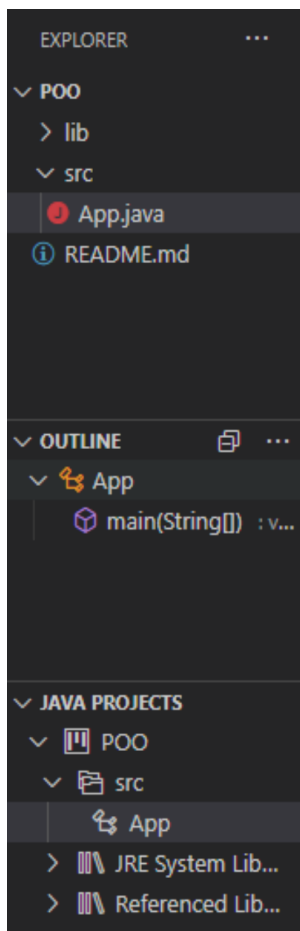 EXPLORER ...
POO
lib
src
J App.java
README.md
OUTLINE ...
App
main(String[]) : v...
JAVA PROJECTS
POO
src
App
JRE System Lib...
Referenced Lib...